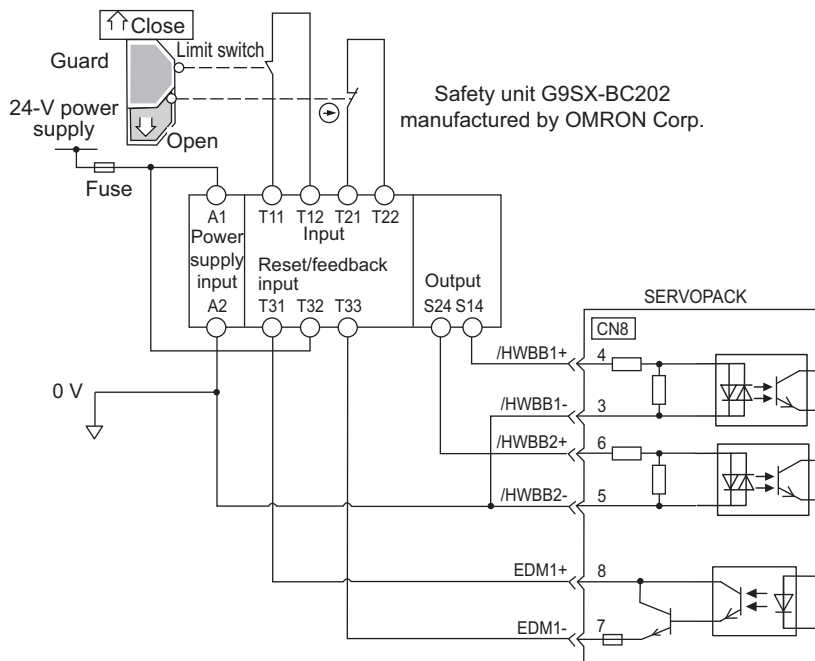 Close
Guard
Limit switch
24-V power
supply
Open
Fuse
Safety unit G9SX-BC202
manufactured by OMRON Corp.
A1
T11
T12
T21
T22
Power
supply
input
Input
Reset/feedback
input
Output
A2
T31
T32
T33
S24
S14
SERVOPACK
CN8
/HWBB1+
4
0 V
/HWBB1-
3
/HWBB2+
6
/HWBB2-
5
EDM1+
8
EDM1-
7